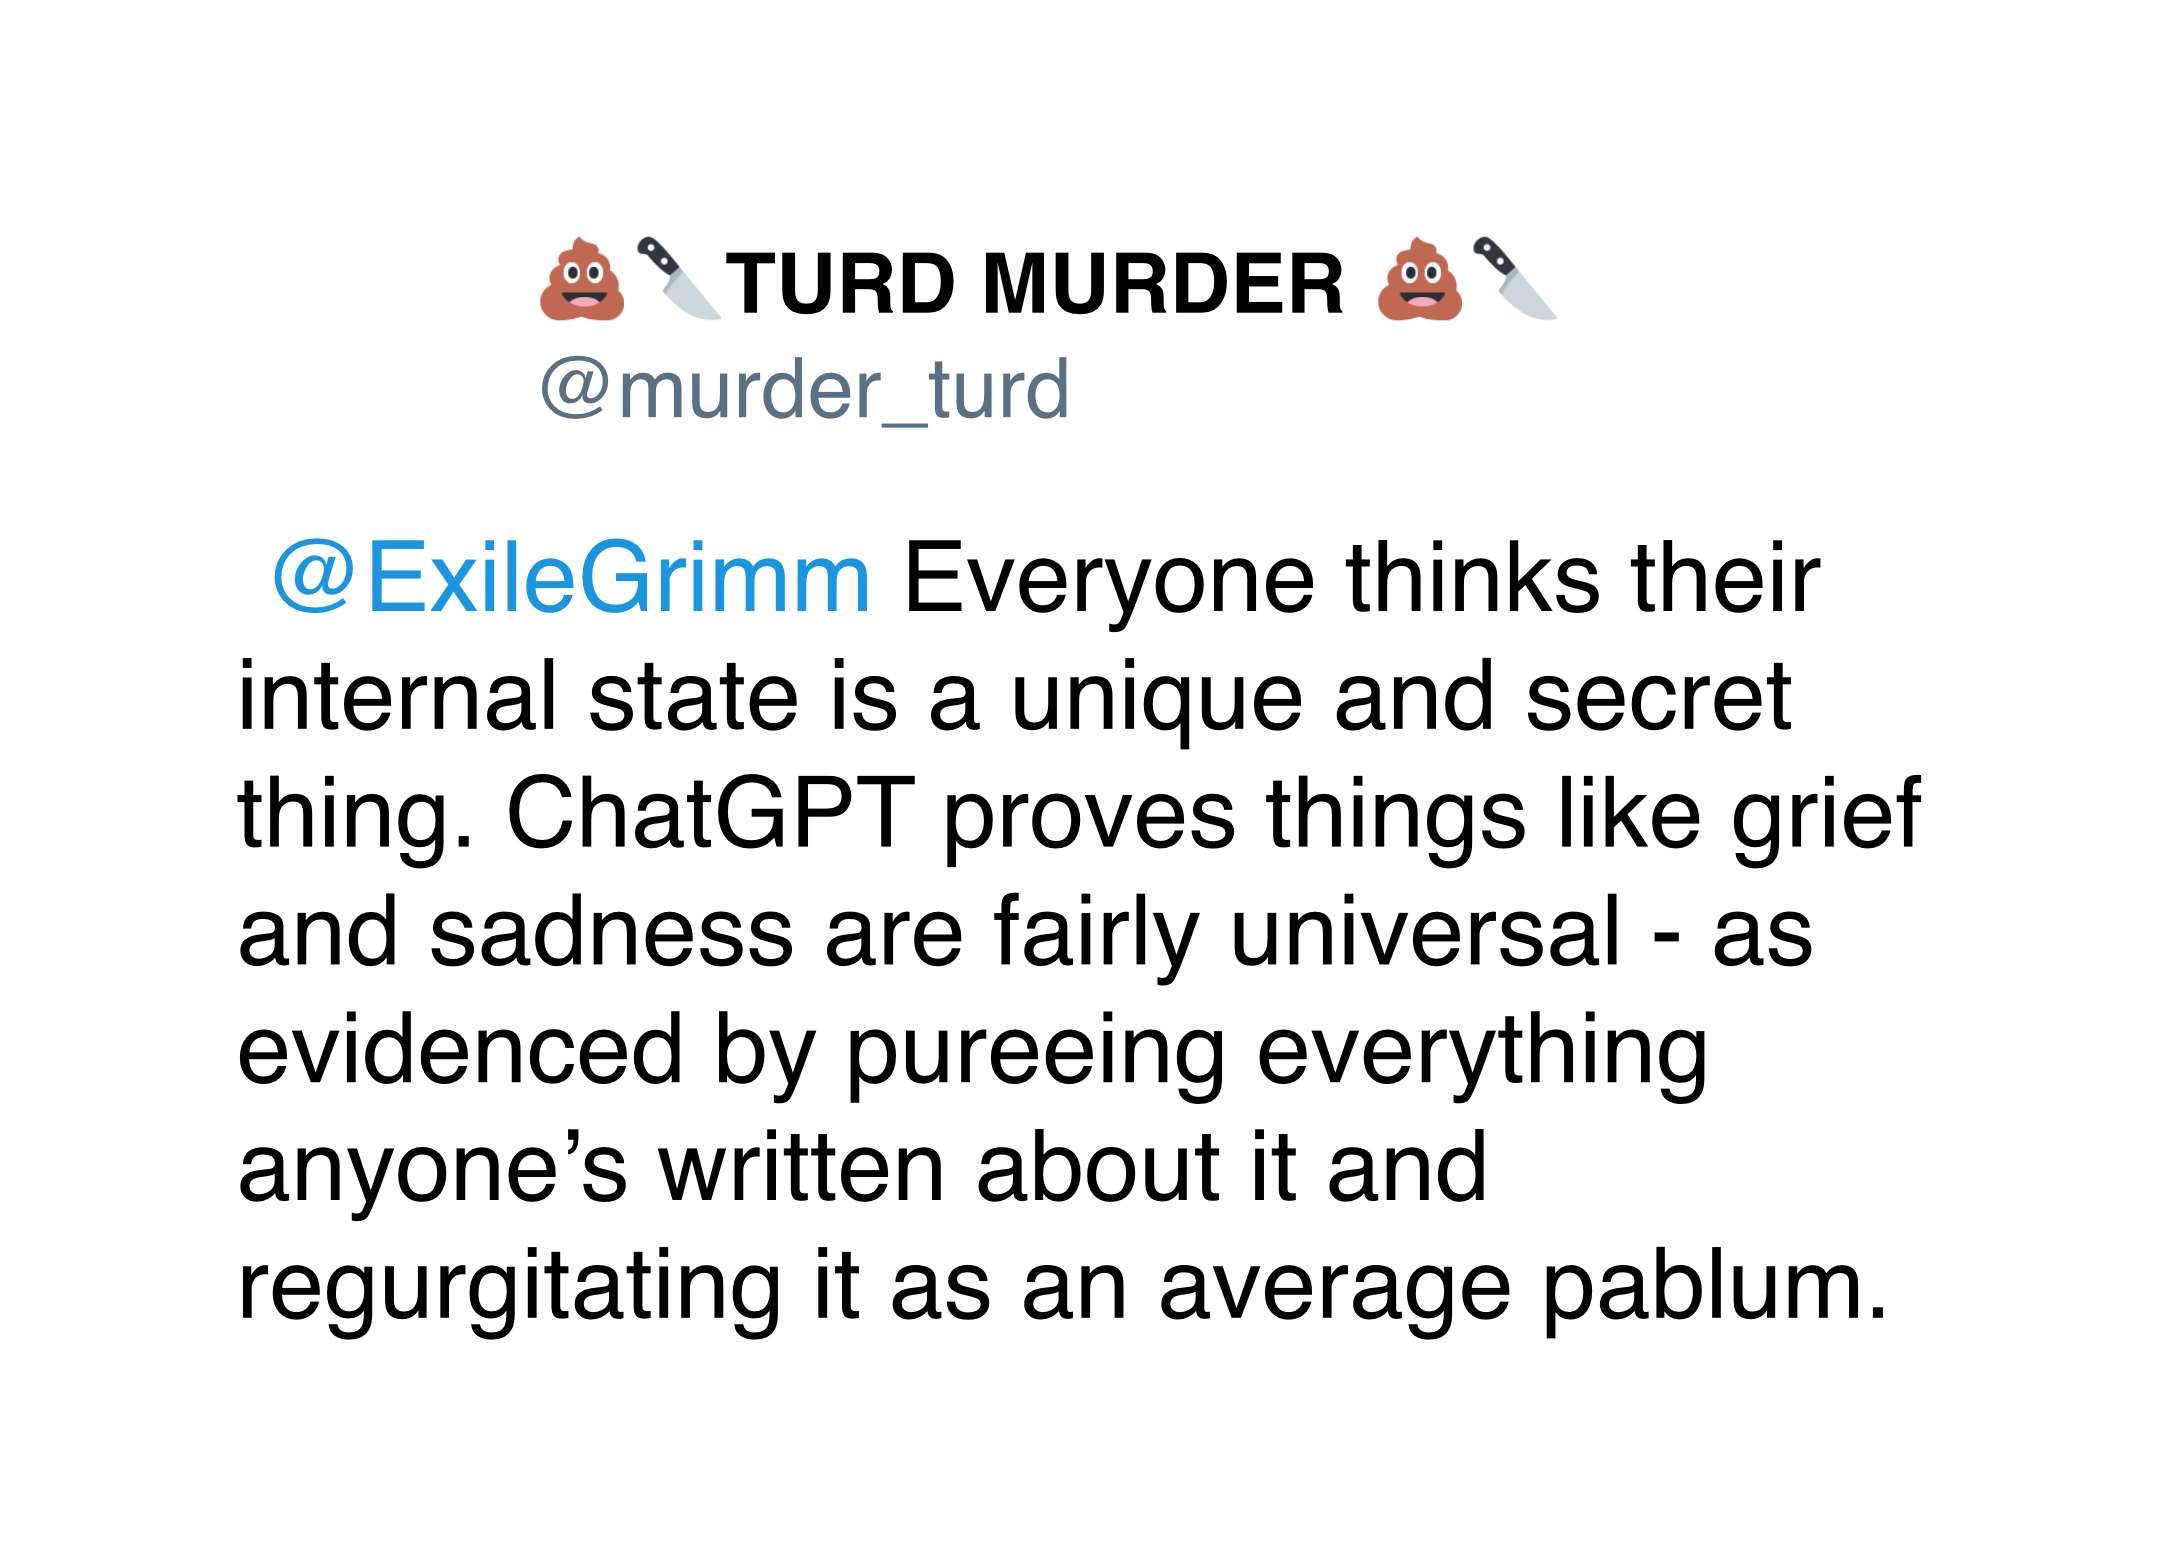 💩🔪TURD MURDER 💩🔪
@murder_turd
@ExileGrimm Everyone thinks their
internal state is a unique and secret
thing. ChatGPT proves things like grief
and sadness are fairly universal - as
evidenced by pureeing everything
anyone’s written about it and
regurgitating it as an average pablum.